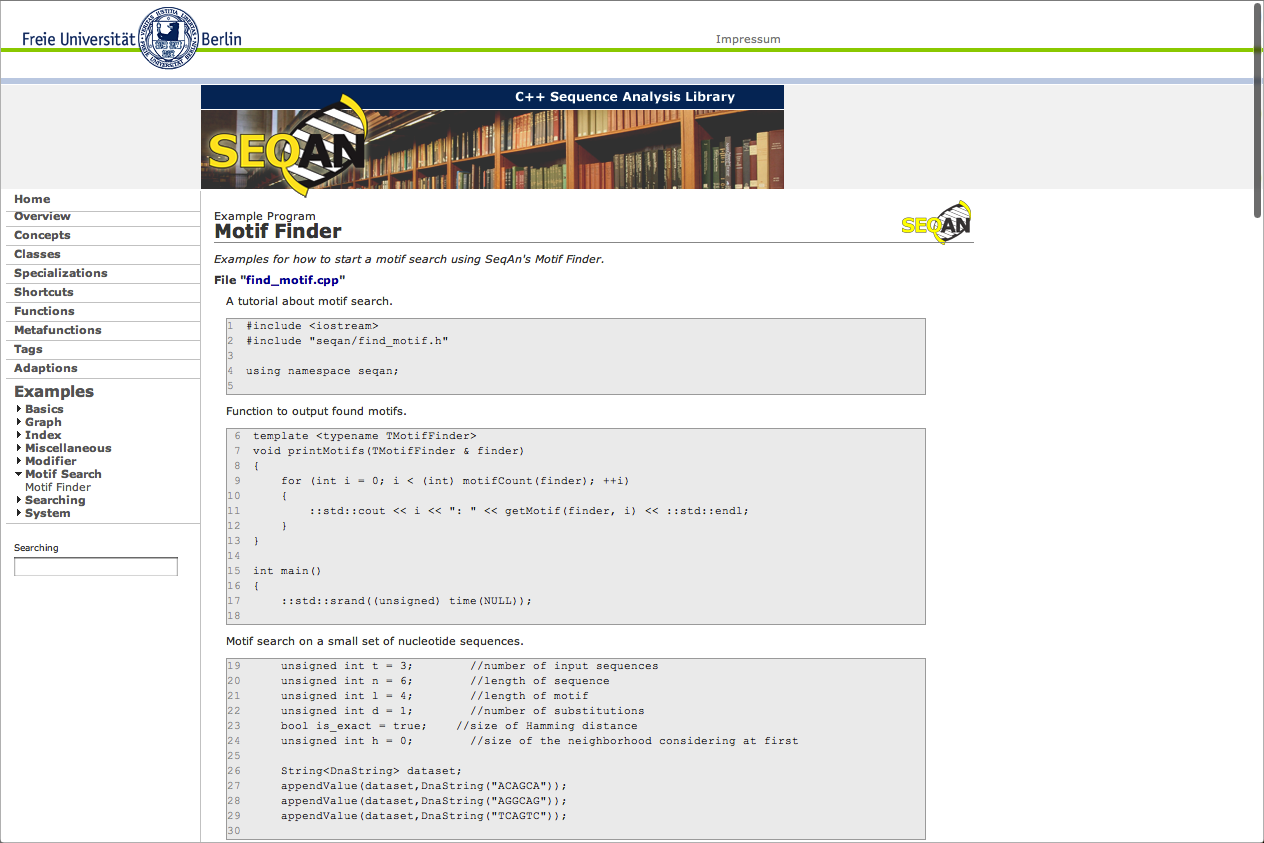 Freie Universität Berlin
Impressum
C++ Sequence Analysis Library
SEQAN
Home
Overview
Concepts
Classes
Specializations
Shortcuts
Functions
Metafunctions
Tags
Adaptions
Examples
Basics
Graph
Index
Miscellaneous
Modifier
Motif Search
Motif Finder
Searching
System
Searching
Example Program
Motif Finder
SEQAN
Examples for how to start a motif search using SeqAn's Motif Finder.
File "find_motif.cpp"
A tutorial about motif search.
1 #include <iostream>
2 #include "seqan/find_motif.h"
3
4 using namespace seqan;
5
Function to output found motifs.
6 template <typename TMotifFinder>
7 void printMotifs(TMotifFinder & finder)
8 {
9     for (int i = 0; i < (int) motifCount(finder); ++i)
10     {
11         ::std::cout << i << ": " << getMotif(finder, i) << ::std::endl;
12     }
13 }
14
15 int main()
16 {
17     ::std::srand((unsigned) time(NULL));
18
Motif search on a small set of nucleotide sequences.
19     unsigned int t = 3;        //number of input sequences
20     unsigned int n = 6;        //length of sequence
21     unsigned int l = 4;        //length of motif
22     unsigned int d = 1;        //number of substitutions
23     bool is_exact = true;    //size of Hamming distance
24     unsigned int h = 0;        //size of the neighborhood considering at first
25
26     String<DnaString> dataset;
27     appendValue(dataset,DnaString("ACAGCA"));
28     appendValue(dataset,DnaString("AGGCAG"));
29     appendValue(dataset,DnaString("TCAGTC"));
30